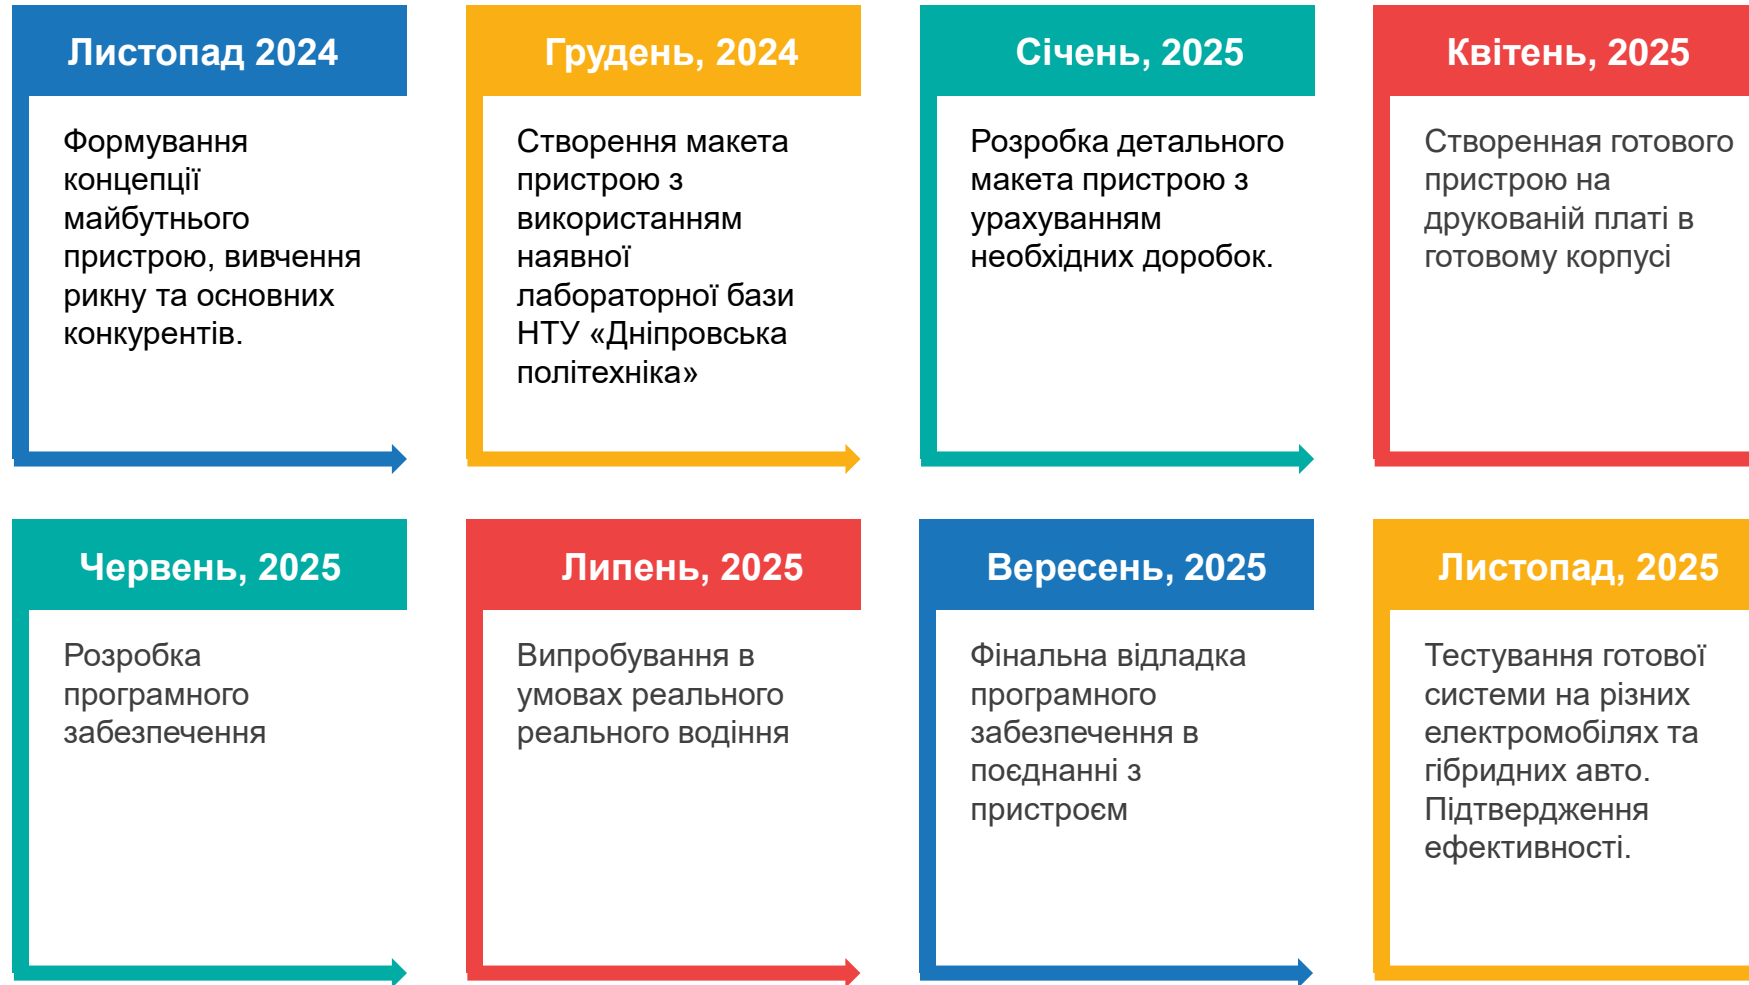 Листопад 2024
Формування
концепції
майбутнього
пристрою, вивчення
рикну та основних
конкурентів.
Грудень, 2024
Створення макета
пристрою з
використанням
наявної
лабораторної бази
НТУ «Дніпровська
політехніка»
Січень, 2025
Розробка детального
макета пристрою з
урахуванням
необхідних доробок.
Квітень, 2025
Створенная готового
пристрою на
друкованій платі в
готовому корпусі
Червень, 2025
Розробка
програмного
забезпечення
Липень, 2025
Випробування в
умовах реального
реального водіння
Вересень, 2025
Фінальна відладка
програмного
забезпечення в
поєднанні з
пристроєм
Листопад, 2025
Тестування готової
системи на різних
електромобілях та
гібридних авто.
Підтвердження
ефективності.